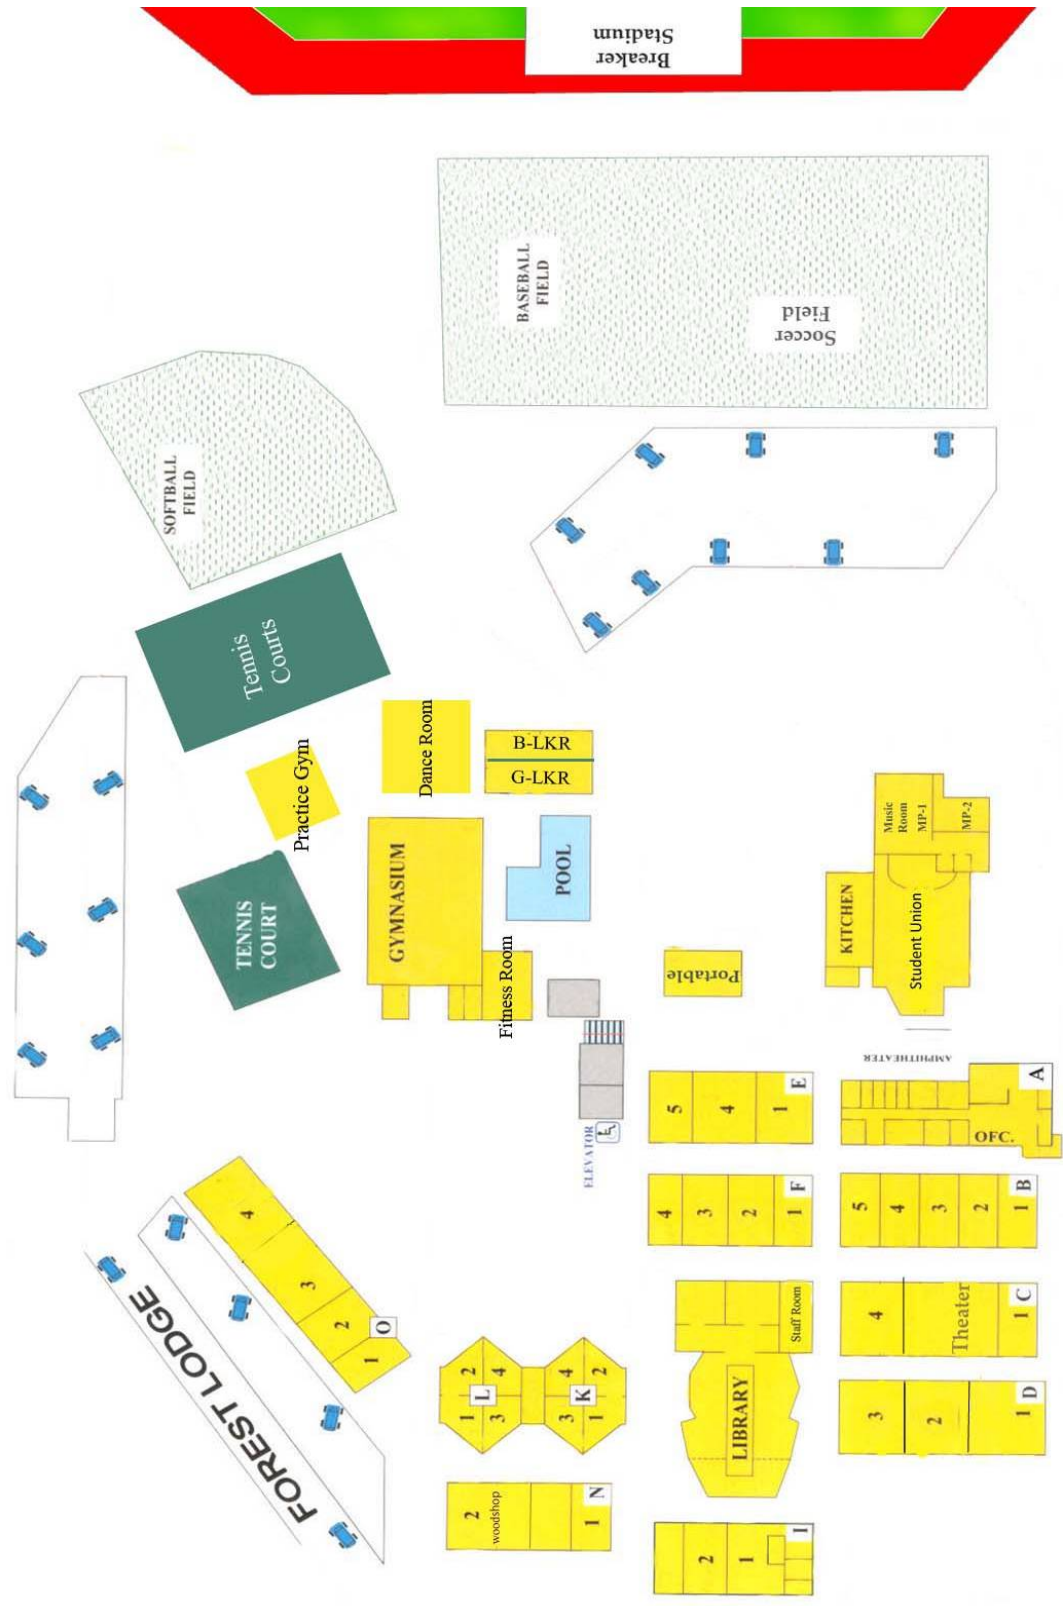 Breaker
Stadium
BASEBALL
FIELD
Soccer
Field
SOFTBALL
FIELD
Tennis
Courts
Practice Gym
Dance Room
B-LKR
G-LKR
TENNIS
COURT
GYMNASIUM
POOL
Fitness Room
Portable
Music
Room
MP-1
MP-2
KITCHEN
Student Union
AMPHITHEATER
ELEVATOR
E
5
4
1
A
OFC.
F
4
3
2
1
B
5
4
3
2
1
O
4
3
2
1
FOREST LODGE
L
2
4
1
3
K
4
2
3
1
Staff Room
LIBRARY
C
4
Theater
1
D
3
2
1
N
2
woodshop
1
I
2
1